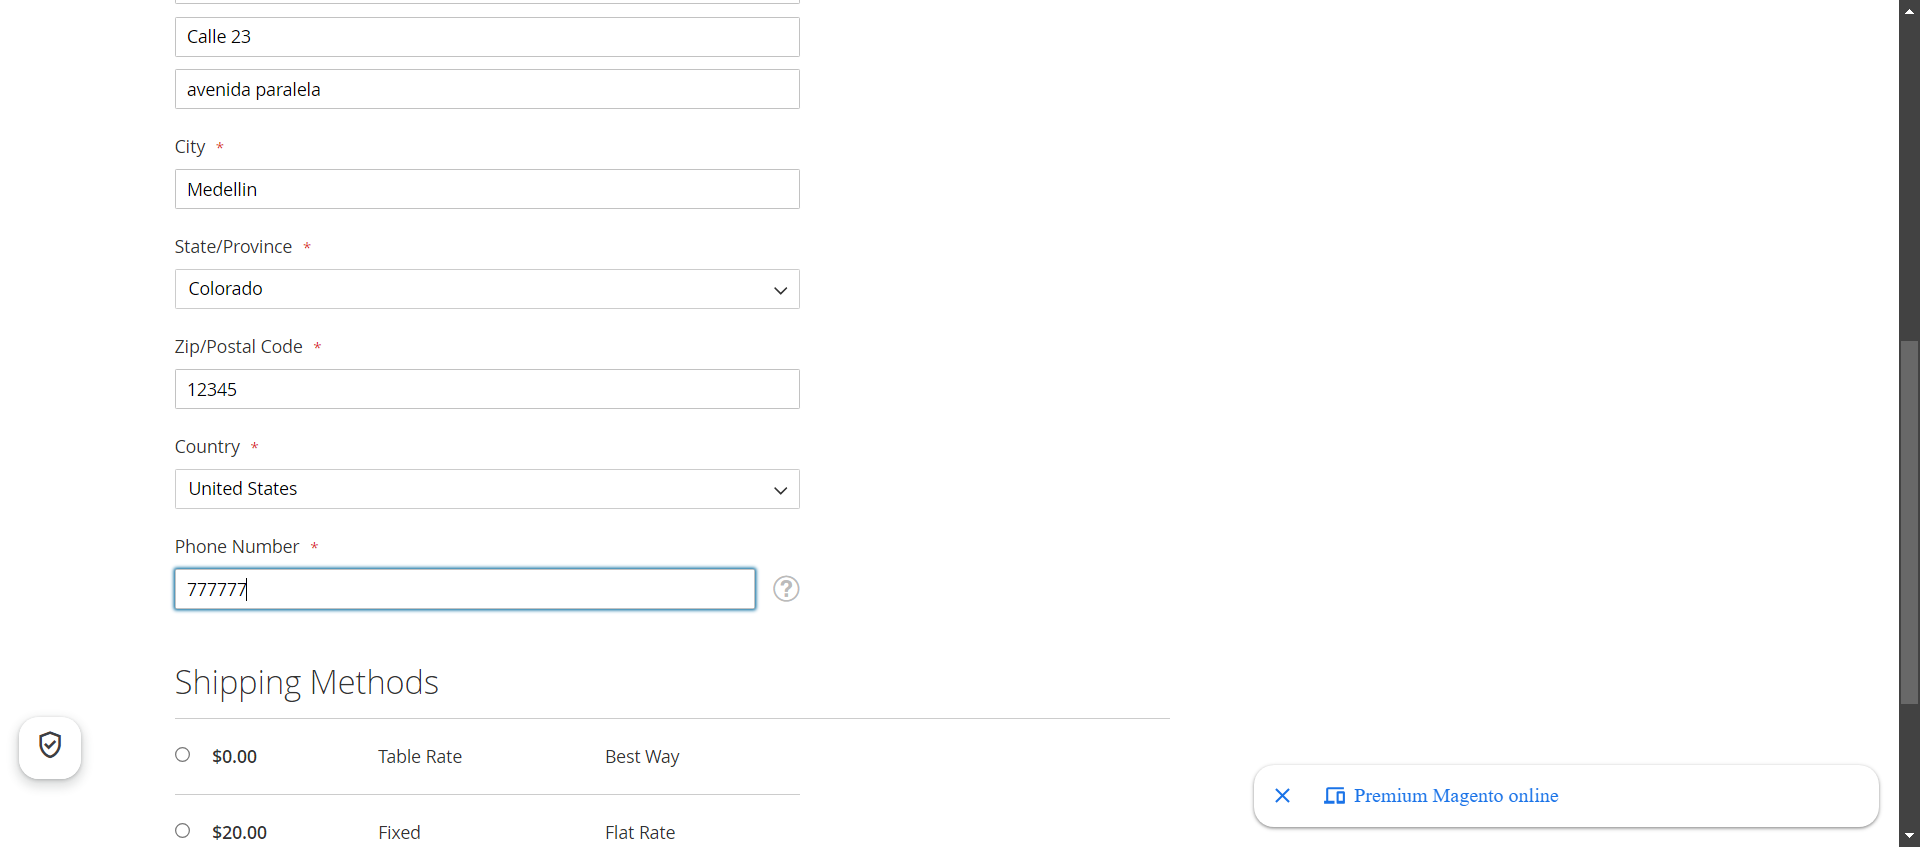 Calle 23
avenida paralela
City *
Medellin
State/Province *
Colorado
Zip/Postal Code *
12345
Country *
United States
Phone Number *
777777
?
Shipping Methods
$0.00 Table Rate Best Way
$20.00 Fixed Flat Rate
Premium Magento online